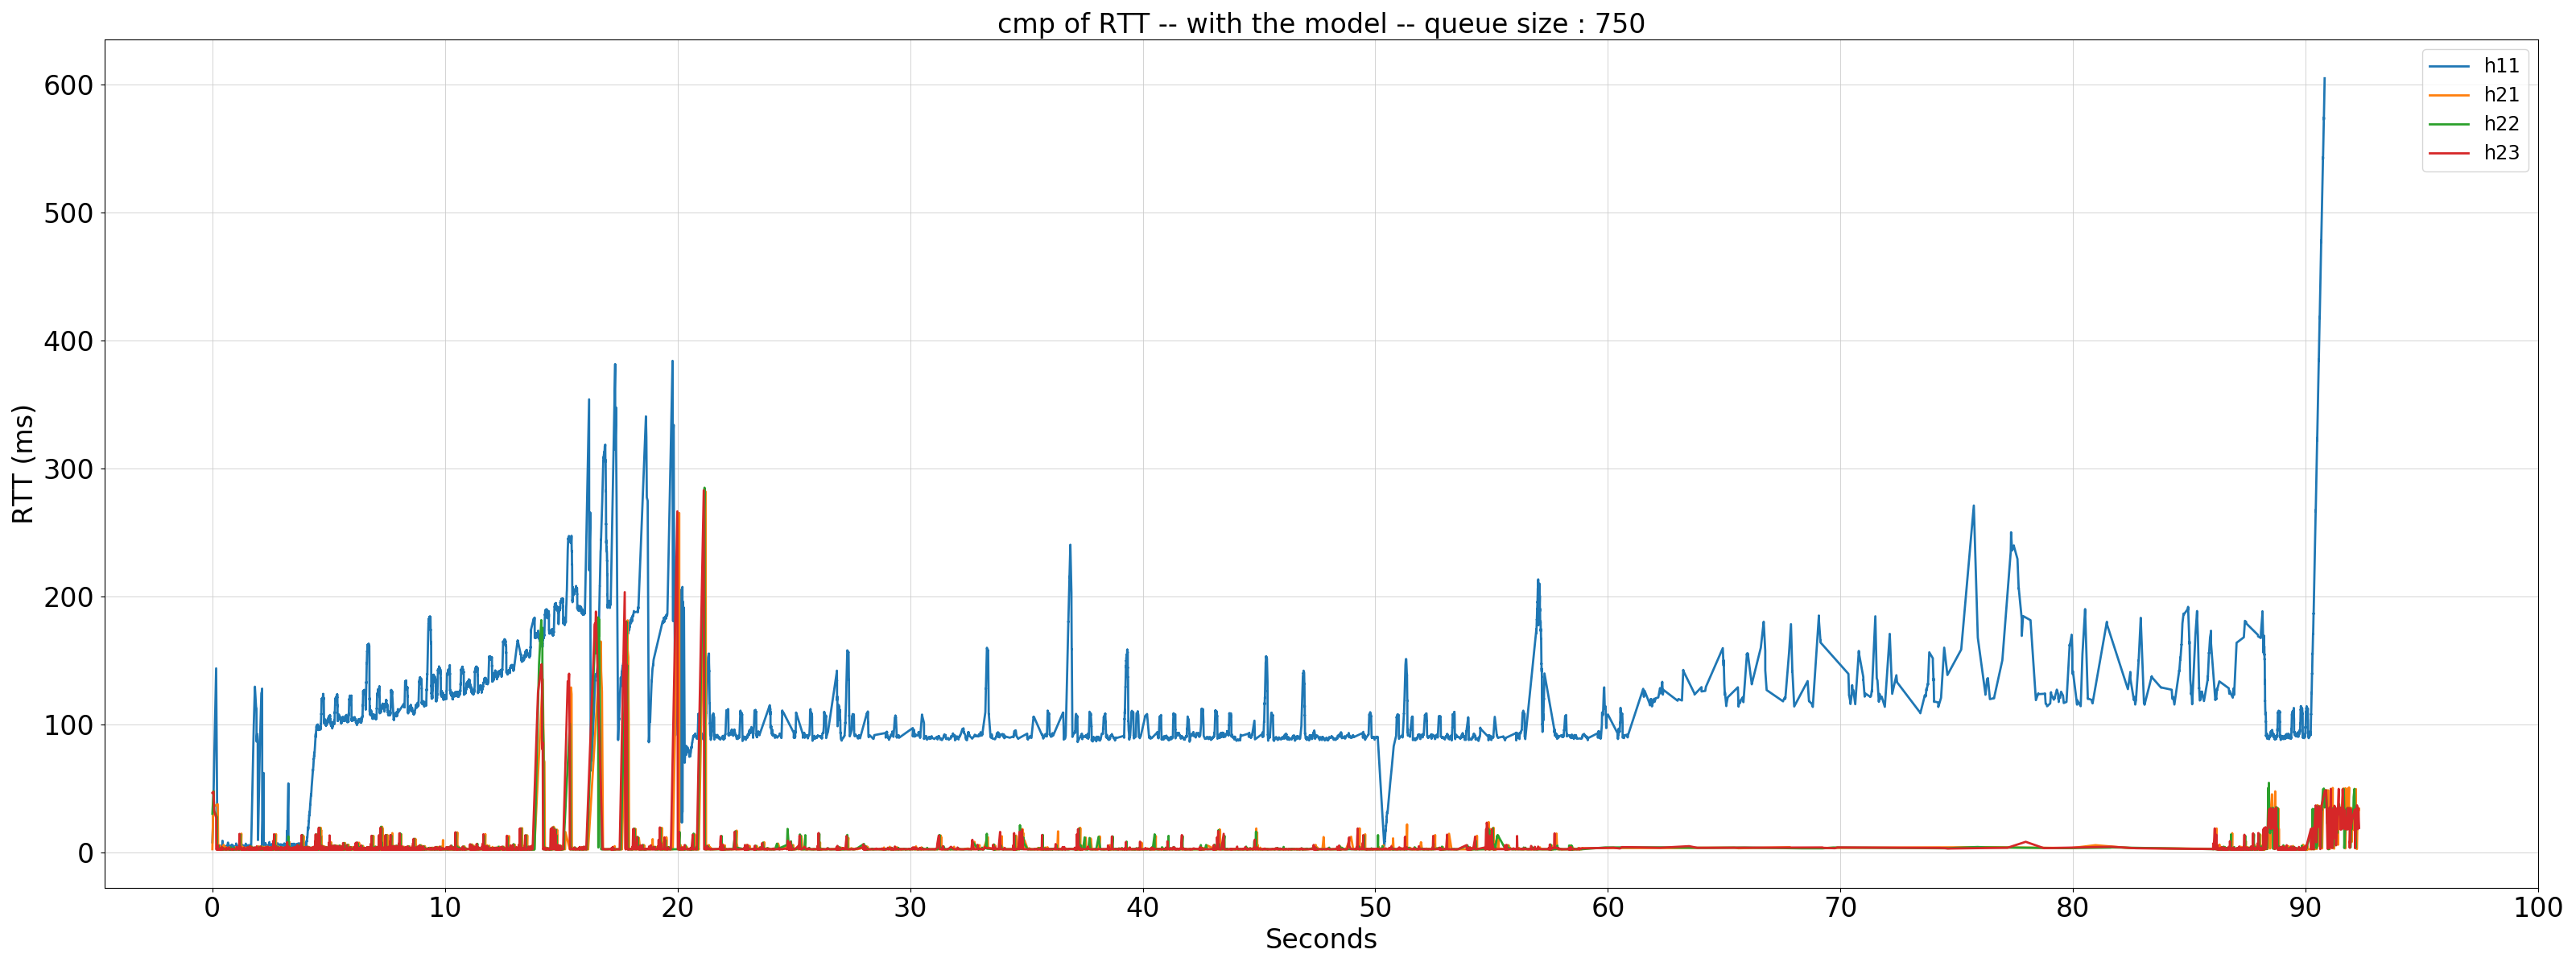 cmp of RTT -- with the model -- queue size : 750
h11
h21
h22
h23
RTT (ms)
600
500
400
300
200
100
0
0 10 20 30 40 50 60 70 80 90 100
Seconds